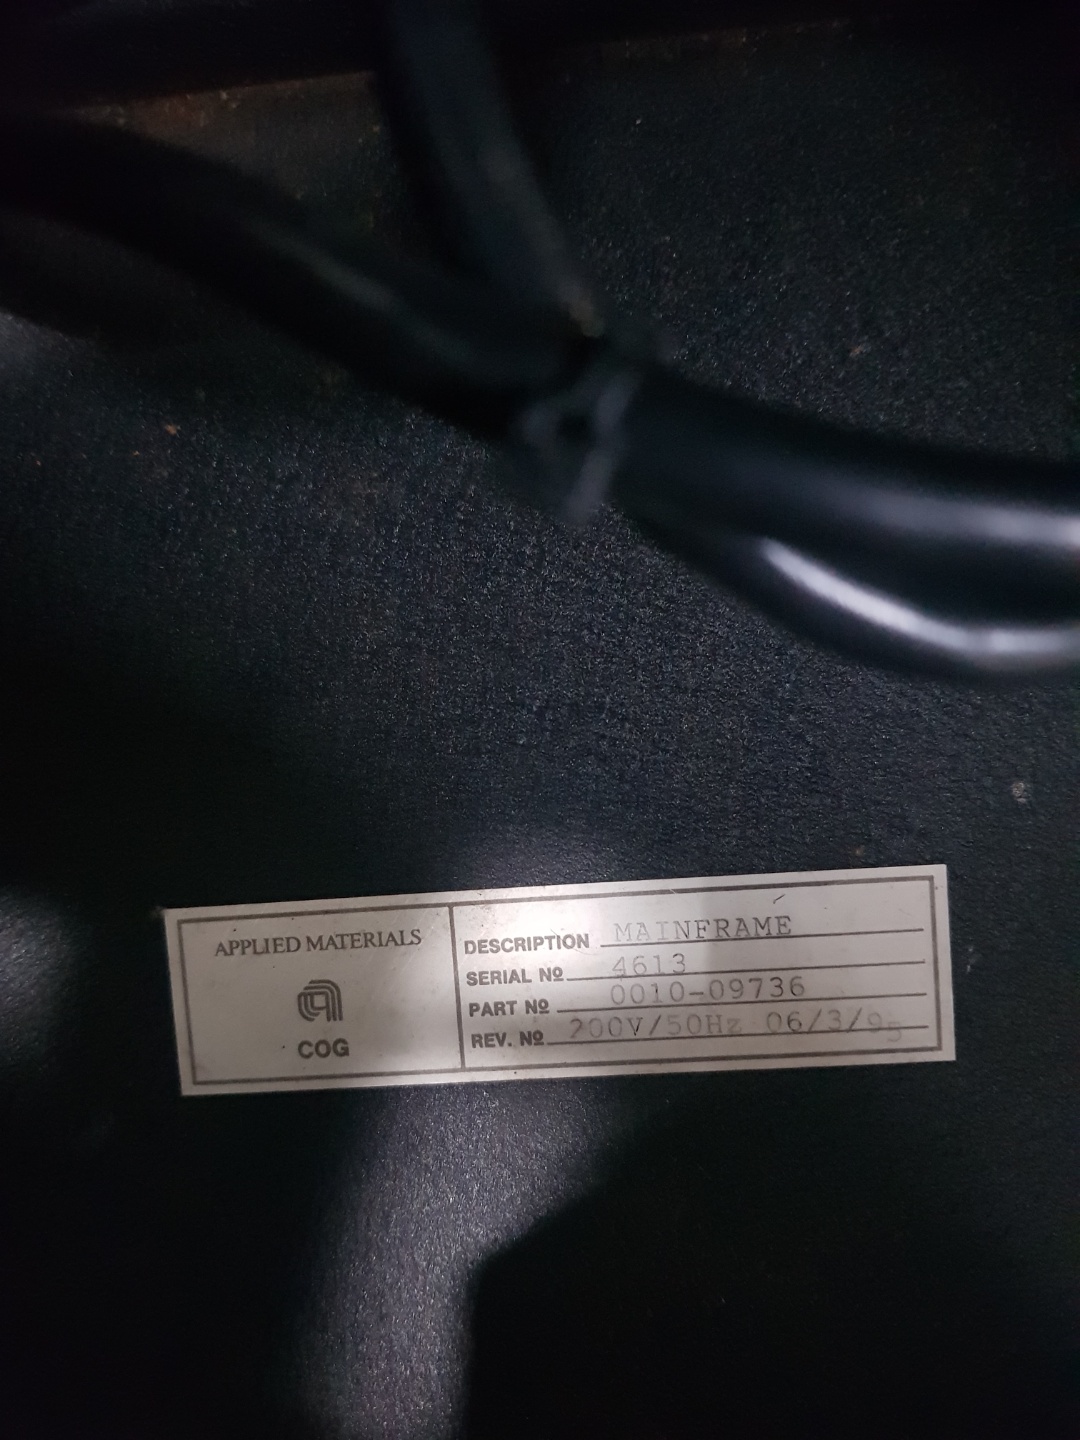 APPLIED MATERIALS
COG
DESCRIPTION MAINFRAME
SERIAL Nº 4613
PART Nº 0010-09736
REV. Nº 200V/50Hz 06/3/95